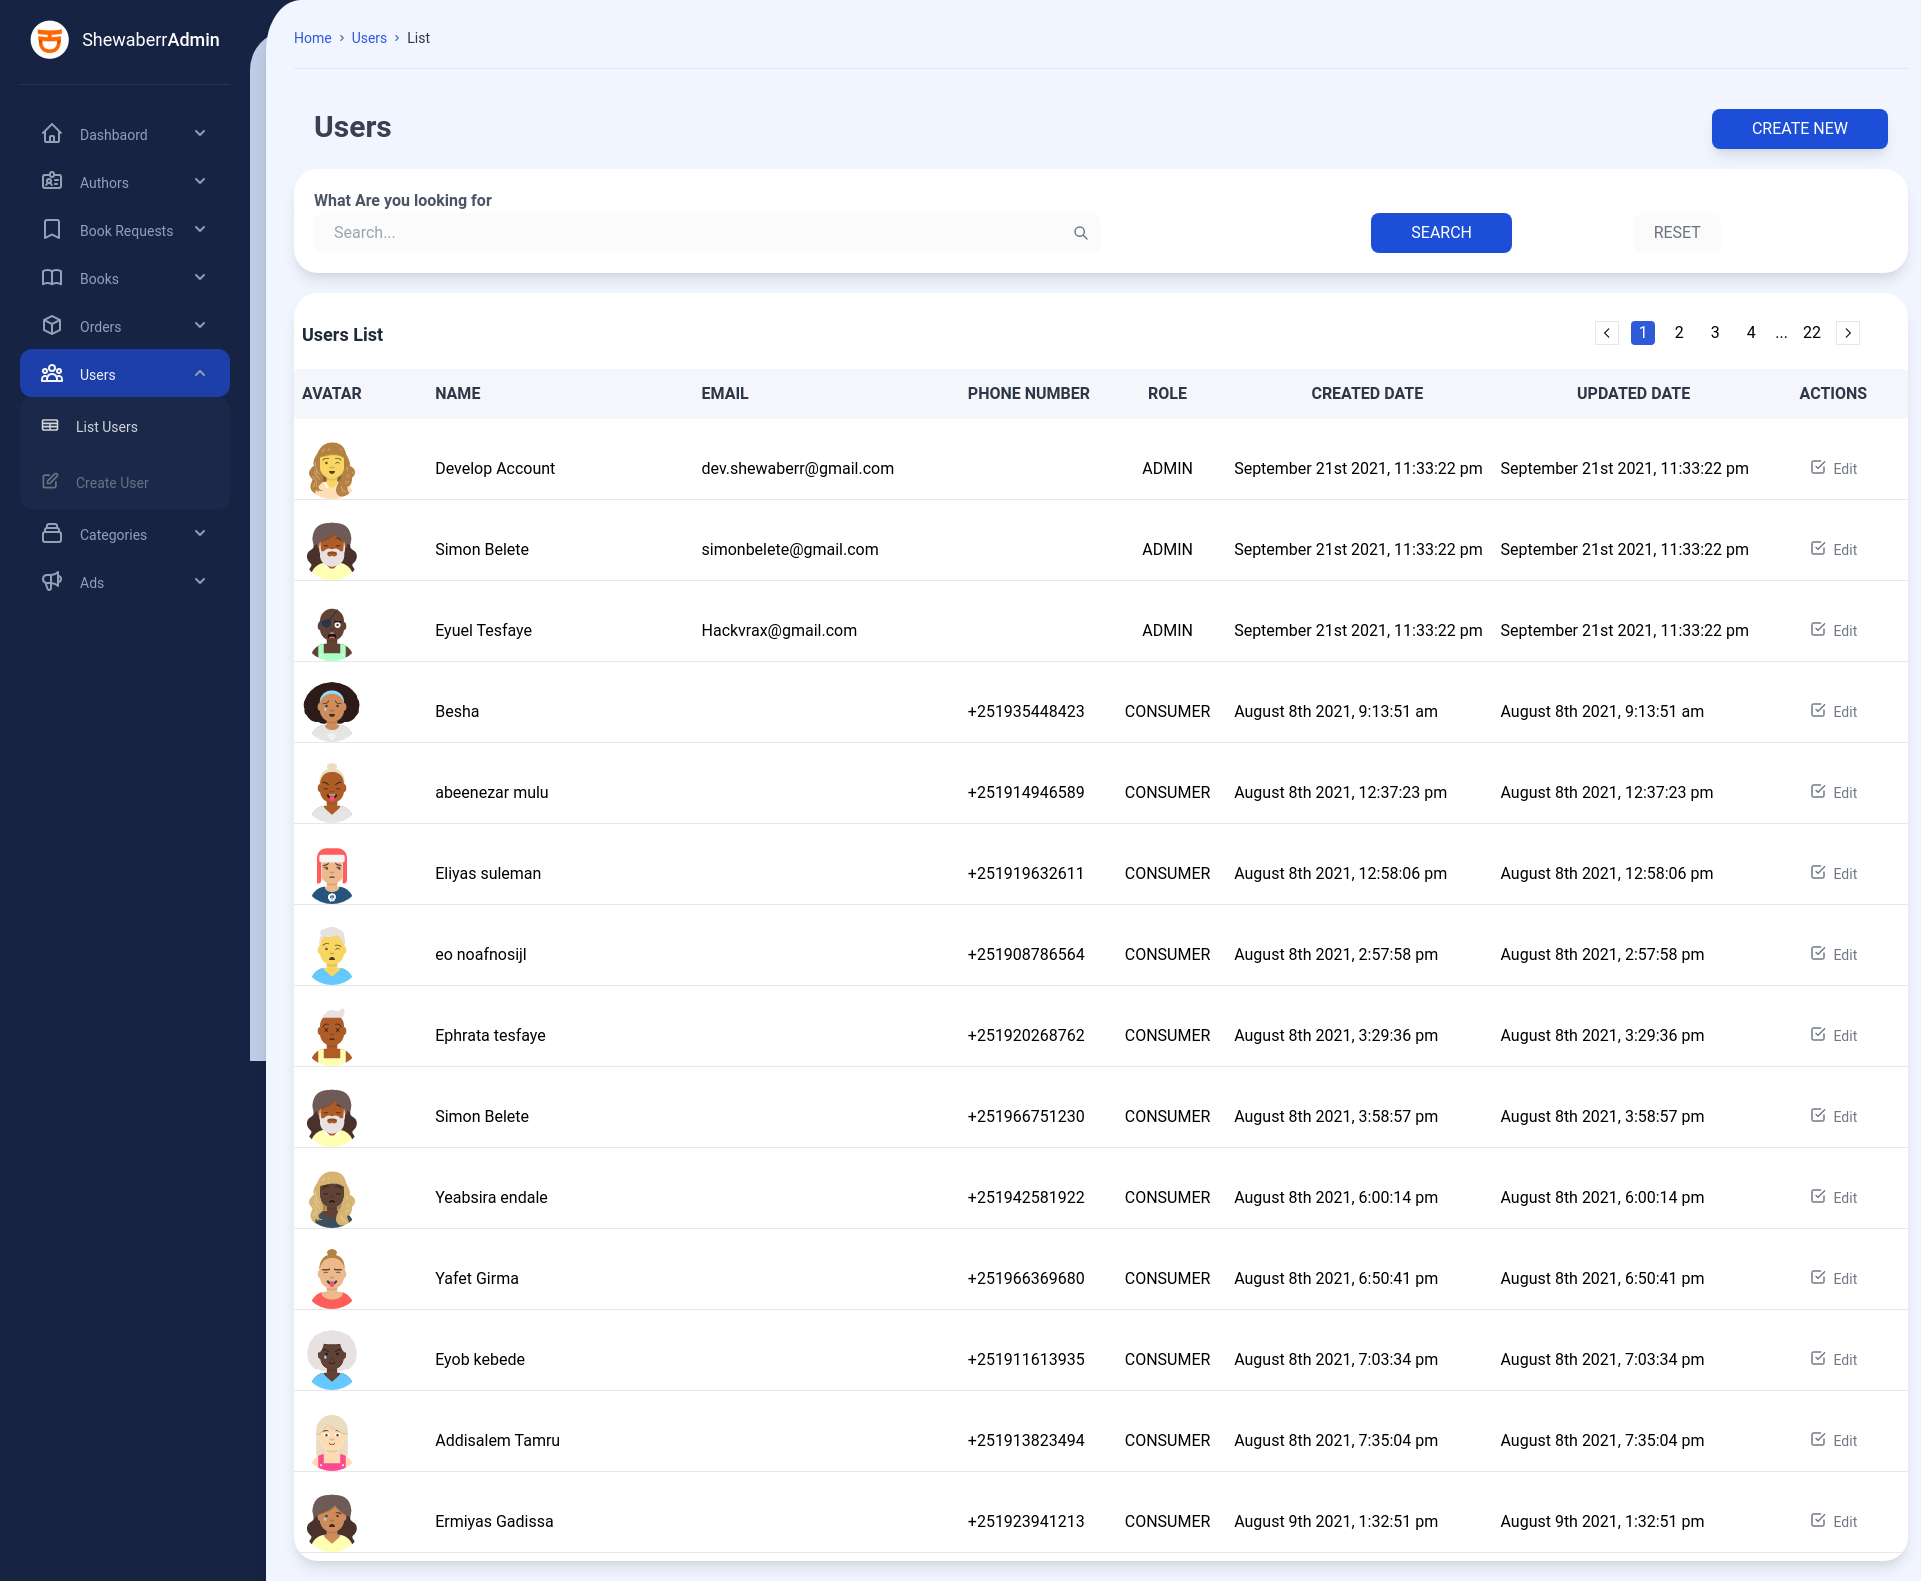 ShewaberrAdmin
Dashbaord
Authors
Book Requests
Books
Orders
Users
List Users
Create User
Categories
Ads
Home > Users > List
Users
CREATE NEW
What Are you looking for
Search...
SEARCH
RESET
Users List
1 2 3 4 ... 22
AVATAR NAME EMAIL PHONE NUMBER ROLE CREATED DATE UPDATED DATE ACTIONS
Develop Account dev.shewaberr@gmail.com ADMIN September 21st 2021, 11:33:22 pm September 21st 2021, 11:33:22 pm Edit
Simon Belete simonbelete@gmail.com ADMIN September 21st 2021, 11:33:22 pm September 21st 2021, 11:33:22 pm Edit
Eyuel Tesfaye Hackvrax@gmail.com ADMIN September 21st 2021, 11:33:22 pm September 21st 2021, 11:33:22 pm Edit
Besha +251935448423 CONSUMER August 8th 2021, 9:13:51 am August 8th 2021, 9:13:51 am Edit
abeenezar mulu +251914946589 CONSUMER August 8th 2021, 12:37:23 pm August 8th 2021, 12:37:23 pm Edit
Eliyas suleman +251919632611 CONSUMER August 8th 2021, 12:58:06 pm August 8th 2021, 12:58:06 pm Edit
eo noafnosijl +251908786564 CONSUMER August 8th 2021, 2:57:58 pm August 8th 2021, 2:57:58 pm Edit
Ephrata tesfaye +251920268762 CONSUMER August 8th 2021, 3:29:36 pm August 8th 2021, 3:29:36 pm Edit
Simon Belete +251966751230 CONSUMER August 8th 2021, 3:58:57 pm August 8th 2021, 3:58:57 pm Edit
Yeabsira endale +251942581922 CONSUMER August 8th 2021, 6:00:14 pm August 8th 2021, 6:00:14 pm Edit
Yafet Girma +251966369680 CONSUMER August 8th 2021, 6:50:41 pm August 8th 2021, 6:50:41 pm Edit
Eyob kebede +251911613935 CONSUMER August 8th 2021, 7:03:34 pm August 8th 2021, 7:03:34 pm Edit
Addisalem Tamru +251913823494 CONSUMER August 8th 2021, 7:35:04 pm August 8th 2021, 7:35:04 pm Edit
Ermiyas Gadissa +251923941213 CONSUMER August 9th 2021, 1:32:51 pm August 9th 2021, 1:32:51 pm Edit